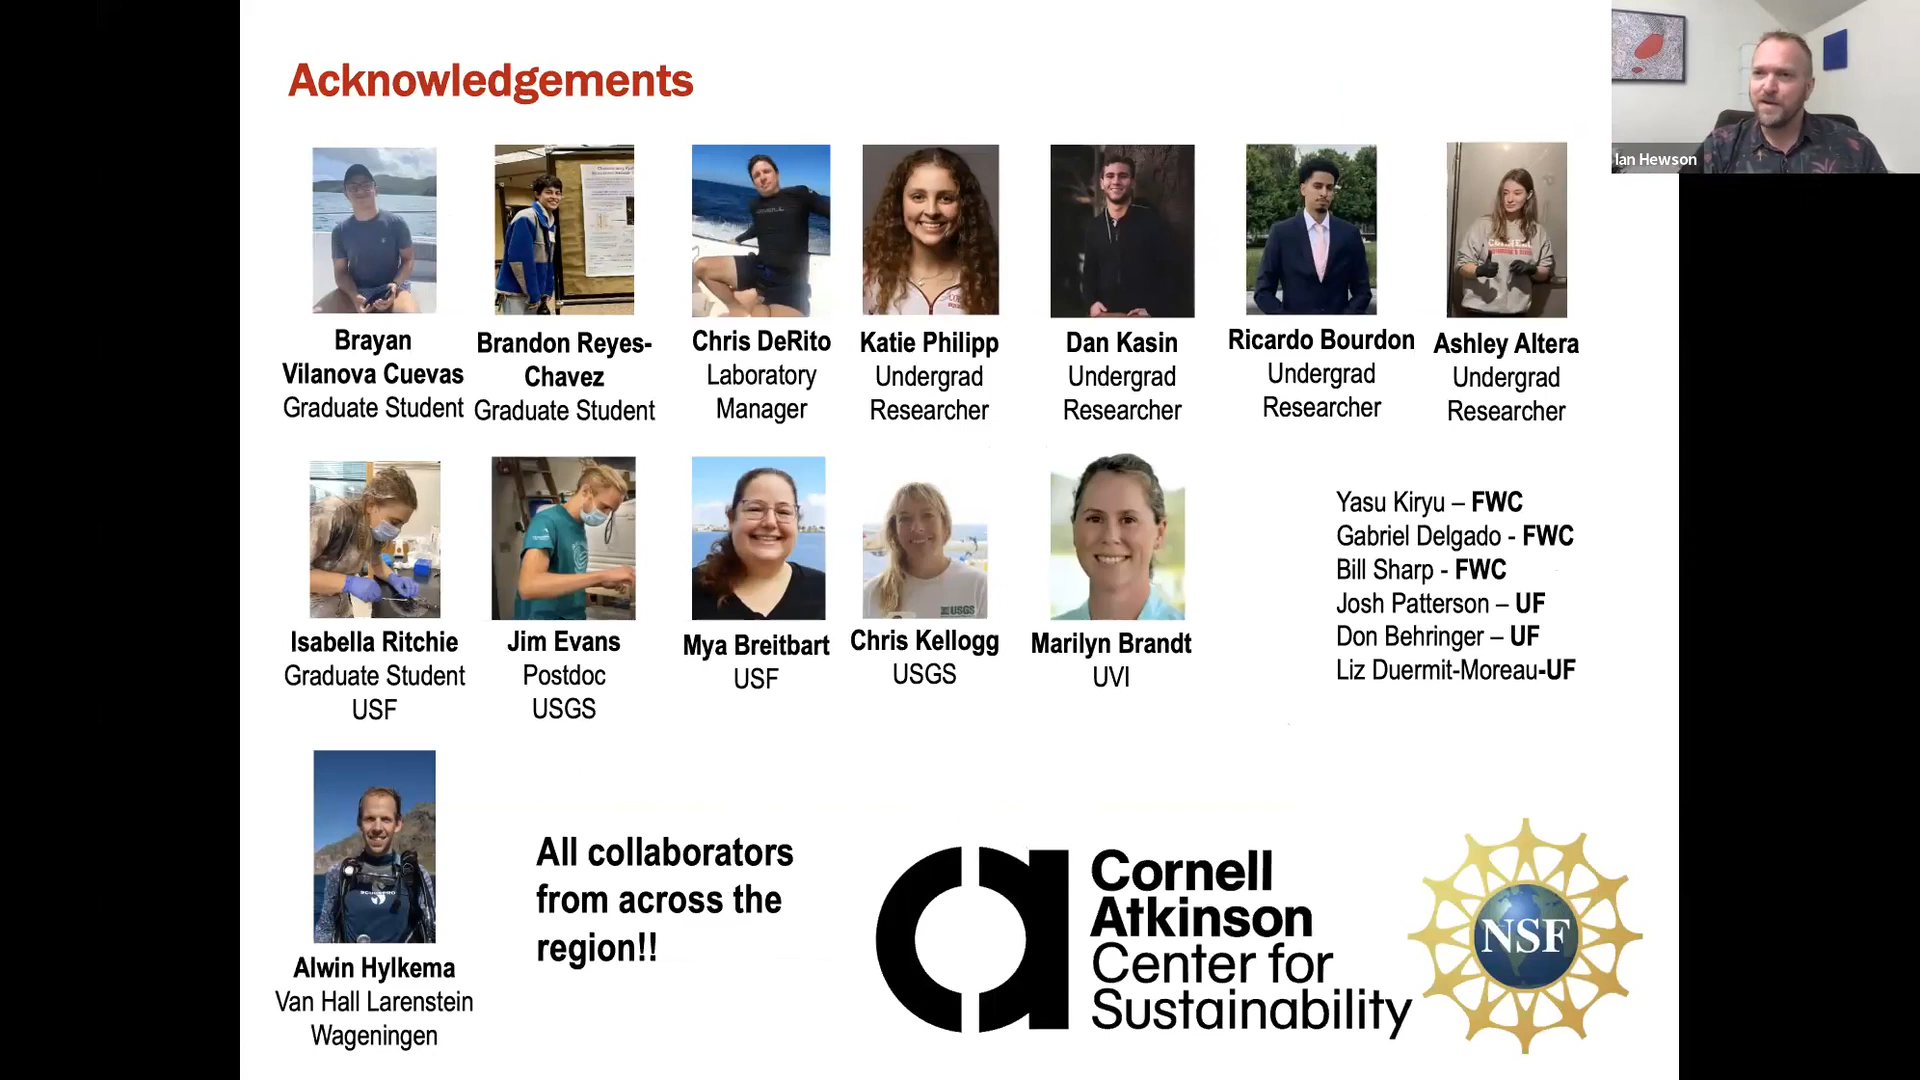 Acknowledgements
Ian Hewson
Brayan
Vilanova Cuevas
Graduate Student
Brandon Reyes-
Chavez
Graduate Student
Chris DeRito
Laboratory
Manager
Katie Philipp
Undergrad
Researcher
Dan Kasin
Undergrad
Researcher
Ricardo Bourdon
Undergrad
Researcher
Ashley Altera
Undergrad
Researcher
Isabella Ritchie
Graduate Student
USF
Jim Evans
Postdoc
USGS
Mya Breitbart
USF
USGS
Chris Kellogg
USGS
Marilyn Brandt
UVI
Yasu Kiryu – FWC
Gabriel Delgado - FWC
Bill Sharp - FWC
Josh Patterson – UF
Don Behringer – UF
Liz Duermit-Moreau-UF
Alwin Hylkema
Van Hall Larenstein
Wageningen
All collaborators
from across the
region!!
Cornell
Atkinson
Center for
Sustainability
NSF